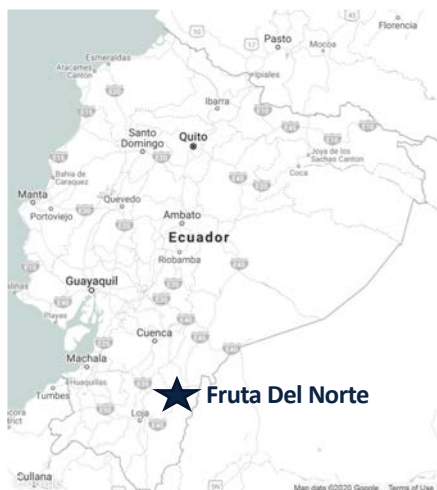 Florencia
Pasto
Mocoa
Esmeraldas
Atacames
Canton
Ipiales
Ibarra
Santo
Domingo
Quito
Joya de los
Sachas Canton
Coca
Bahia de
Caraquez
Manta
Portoviejo
Quevedo
Ambato
Ecuador
Riobamba
Guayaquil
Playas
Cuenca
Machala
Huaquillas
Tumbes
Fruta Del Norte
Loja
Sullana
Map data ©2020 Google
Terms of Use